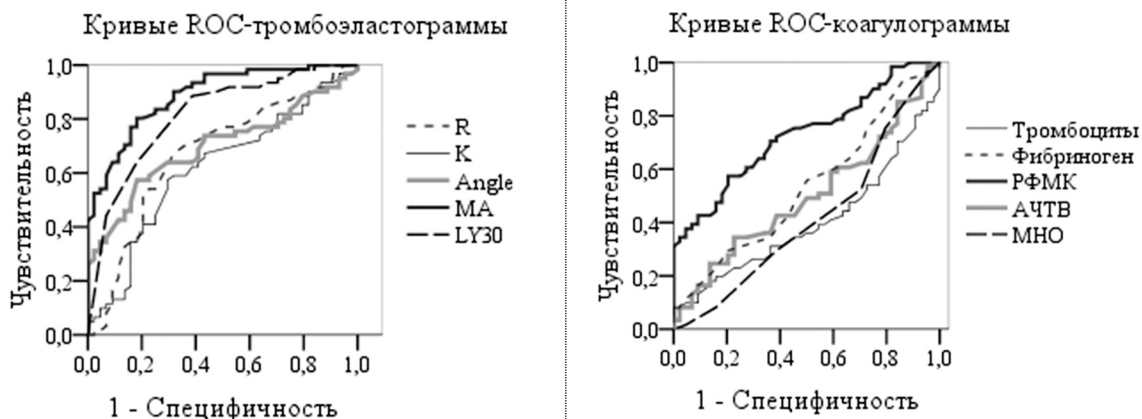 Кривые ROC-тромбоэластограммы
Чувствительность
1,0
0,8
0,6
0,4
0,2
0,0
0,0 0,2 0,4 0,6 0,8 1,0
1 - Специфичность
R
K
Angle
MA
LY30
Кривые ROC-коагулограммы
Чувствительность
1,0
0,8
0,6
0,4
0,2
0,0
0,0 0,2 0,4 0,6 0,8 1,0
1 - Специфичность
Тромбоциты
Фибриноген
РФМК
АЧТВ
МНО